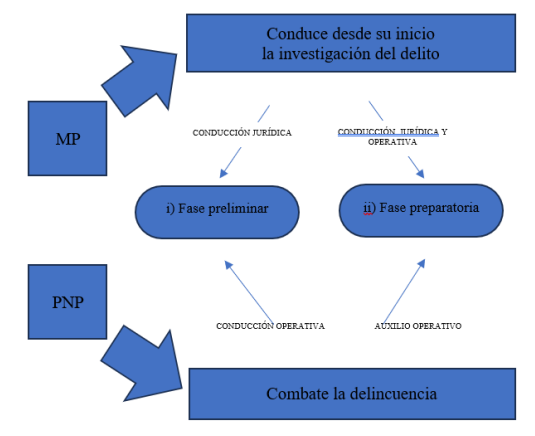 Conduce desde su inicio
la investigación del delito
MP
CONDUCCIÓN JURÍDICA
CONDUCCIÓN JURÍDICA Y
OPERATIVA
i) Fase preliminar
ii) Fase preparatoria
PNP
CONDUCCIÓN OPERATIVA
AUXILIO OPERATIVO
Combate la delincuencia